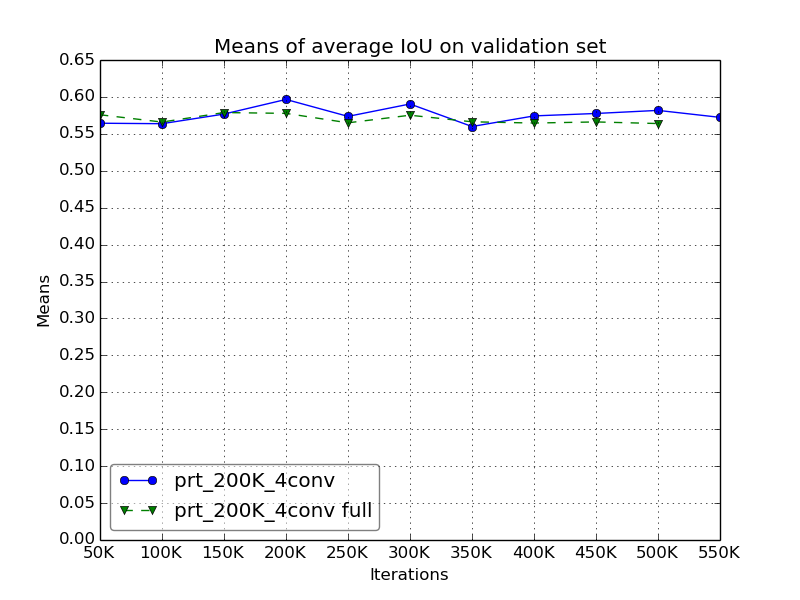 Means of average IoU on validation set
0.65
0.60
0.55
0.50
0.45
0.40
0.35
0.30
0.25
0.20
0.15
0.10
0.05
0.00
Means
prt_200K_4conv
prt_200K_4conv full
50K 100K 150K 200K 250K 300K 350K 400K 450K 500K 550K
Iterations